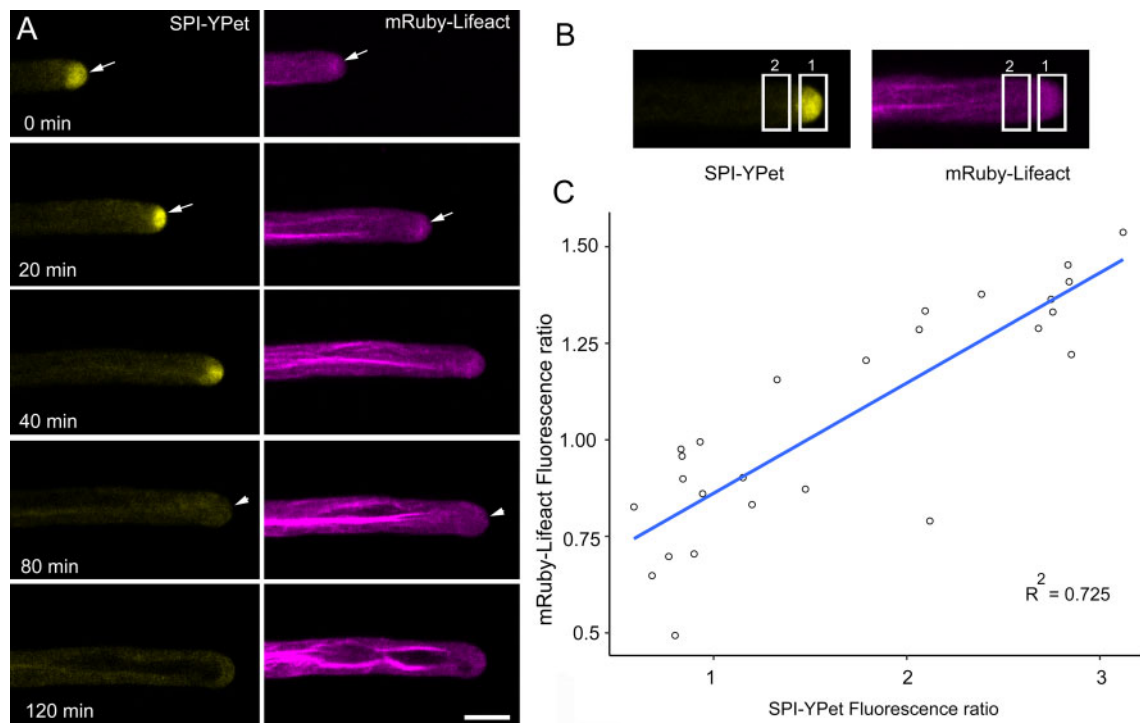 A
SPI-YPet
mRuby-Lifeact
0 min
20 min
40 min
80 min
120 min
B
2
1
2
1
SPI-YPet
mRuby-Lifeact
C
mRuby-Lifeact Fluorescence ratio
1.50
1.25
1.00
0.75
0.5
R² = 0.725
1
2
3
SPI-YPet Fluorescence ratio